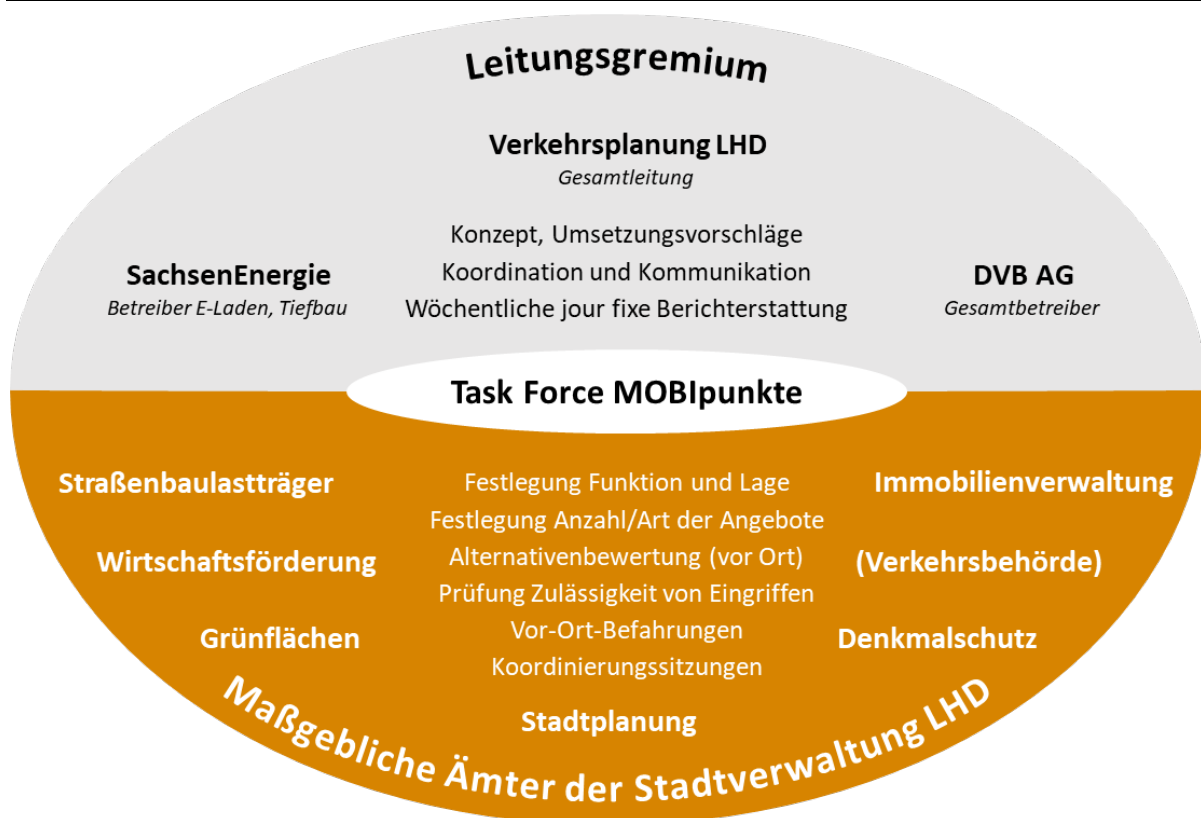 Leitungsgremium
Verkehrsplanung LHD
Gesamtleitung
Konzept, Umsetzungsvorschläge
Koordination und Kommunikation
Wöchentliche jour fixe Berichterstattung
SachsenEnergie
Betreiber E-Laden, Tiefbau
DVB AG
Gesamtbetreiber
Task Force MOBIpunkte
Straßenbaulastträger
Wirtschaftsförderung
Grünflächen
Festlegung Funktion und Lage
Festlegung Anzahl/Art der Angebote
Alternativenbewertung (vor Ort)
Prüfung Zulässigkeit von Eingriffen
Vor-Ort-Befahrungen
Koordinierungssitzungen
Stadtplanung
Immobilienverwaltung
(Verkehrsbehörde)
Denkmalschutz
Maßgebliche Ämter der Stadtverwaltung LHD